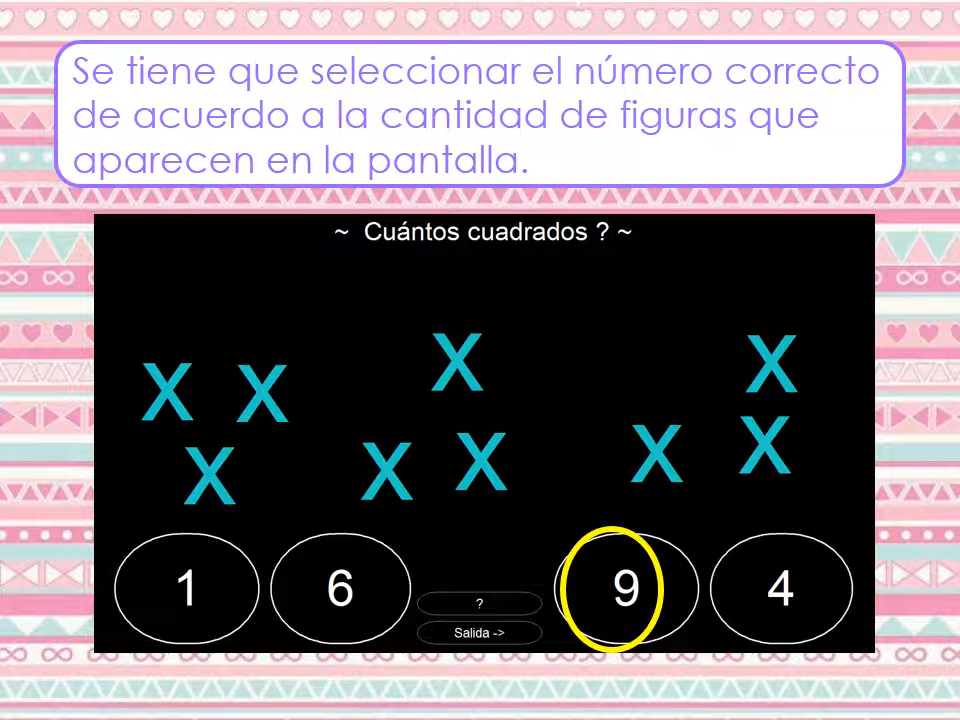 Se tiene que seleccionar el número correcto
de acuerdo a la cantidad de figuras que
aparecen en la pantalla.
~ Cuántos cuadrados ? ~
X X X X X
X X X X
1 6 9 4
?
Salida ->